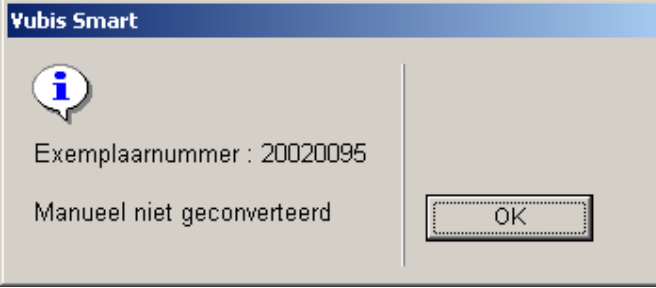 Vubis Smart
Exemplaarnummer : 20020095
Manueel niet geconverteerd
OK